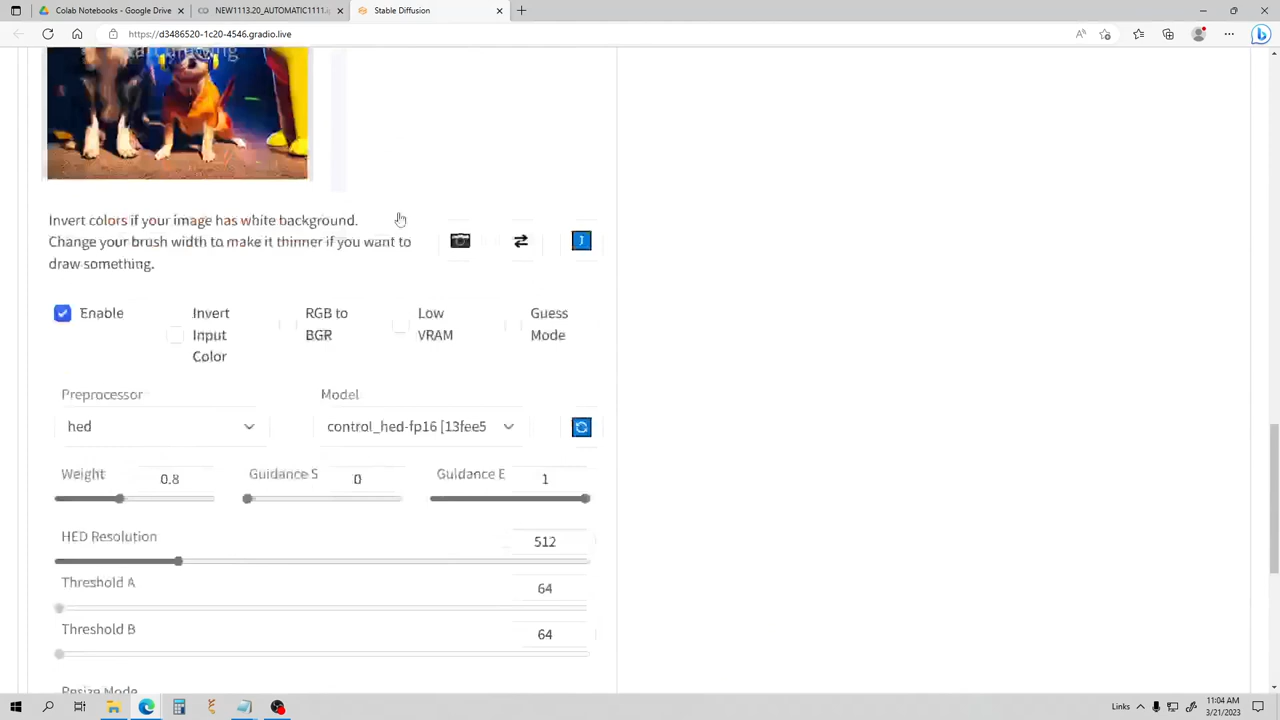 Colab Notebooks - Google Drive
NEW1113.20_AUTOMATIC1111.i
Stable Diffusion
https://d3486520-1c20-4546.gradio.live
Invert colors if your image has white background.
Change your brush width to make it thinner if you want to
draw something.
Enable
Invert
Input
Color
RGB to
BGR
Low
VRAM
Guess
Mode
Preprocessor
Model
hed
control_hed-fp16 [13fee5
Weight
0.8
Guidance S
0
Guidance E
1
HED Resolution
512
Threshold A
64
Threshold B
64
Resize Mode
Links
11:04 AM
3/21/2023